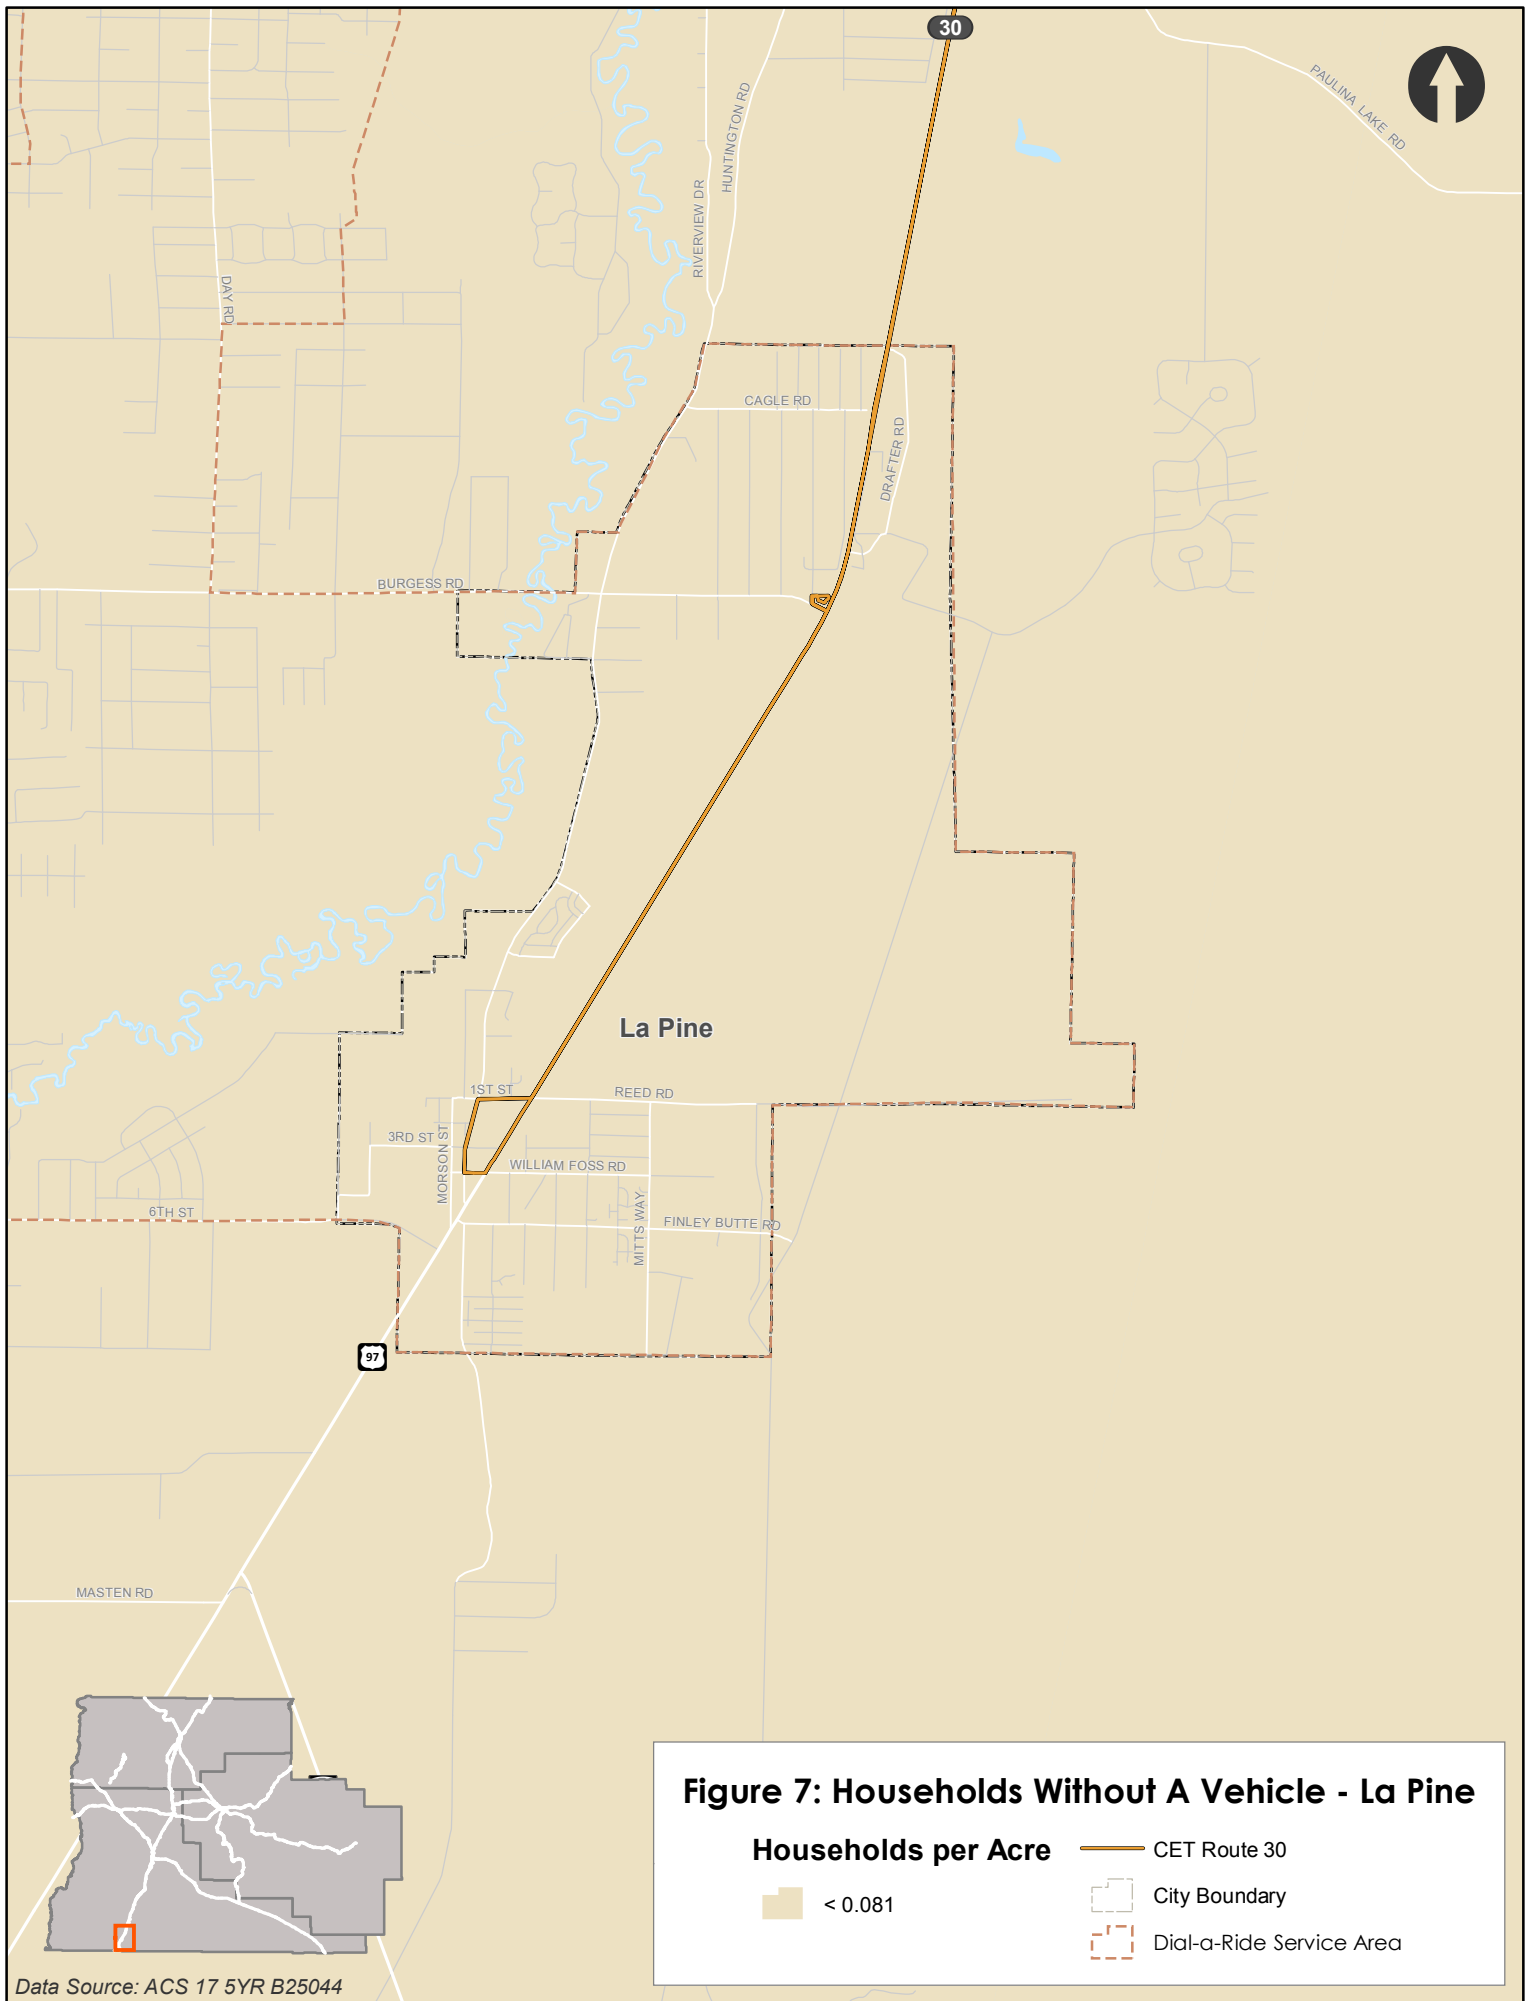 30
PAULINA LAKE RD
HUNTINGTON RD
RIVERVIEW DR
DAY RD
CAGLE RD
DRAFTER RD
BURGESS RD
La Pine
1ST ST
REED RD
3RD ST
MORSON ST
WILLIAM FOSS RD
MITTS WAY
6TH ST
FINLEY BUTTE RD
97
MASTEN RD
Figure 7: Households Without A Vehicle - La Pine
Households per Acre
< 0.081
CET Route 30
City Boundary
Dial-a-Ride Service Area
Data Source: ACS 17 5YR B25044